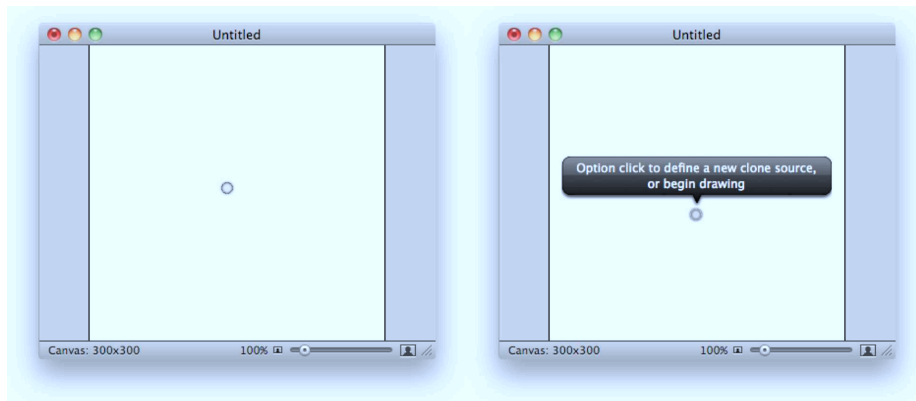 Untitled
Canvas: 300x300 100%
Untitled
Option click to define a new clone source,
or begin drawing
Canvas: 300x300 100%